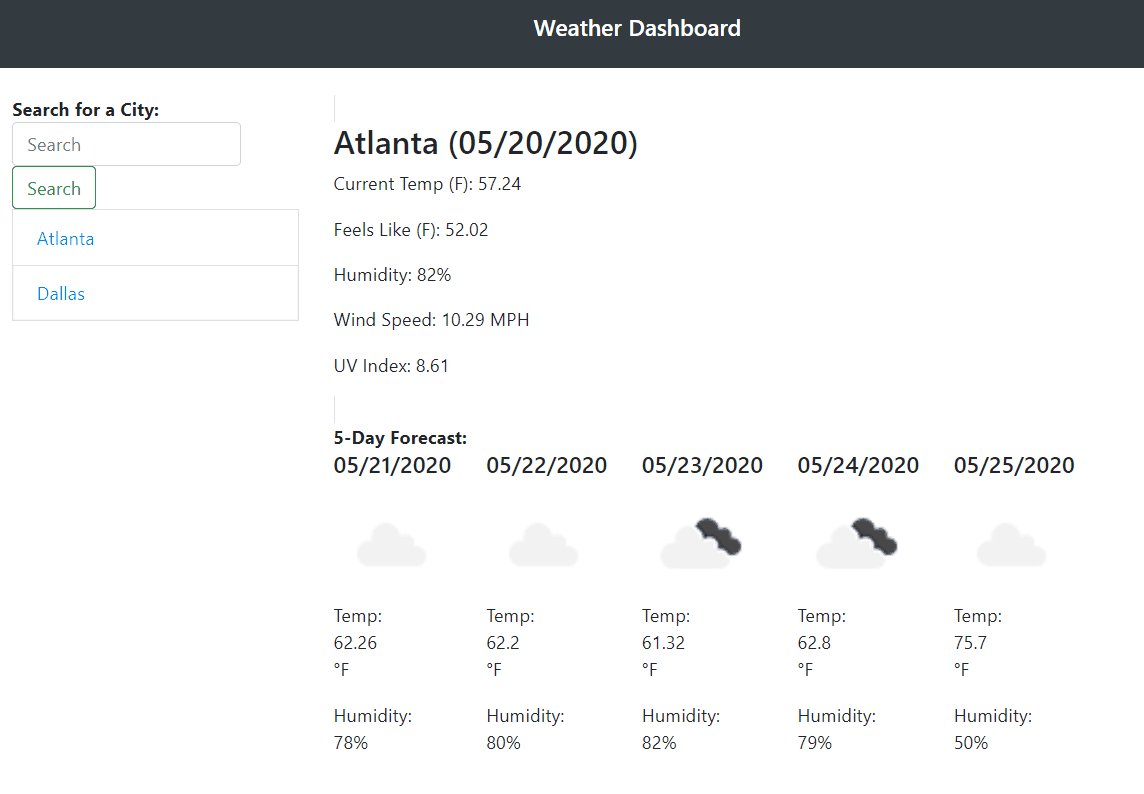 Weather Dashboard
Search for a City:
Search
Search
Atlanta
Dallas
Atlanta (05/20/2020)
Current Temp (F): 57.24
Feels Like (F): 52.02
Humidity: 82%
Wind Speed: 10.29 MPH
UV Index: 8.61
5-Day Forecast:
05/21/2020 05/22/2020 05/23/2020 05/24/2020 05/25/2020
Temp: Temp: Temp: Temp: Temp:
62.26 62.2 61.32 62.8 75.7
°F °F °F °F °F
Humidity: Humidity: Humidity: Humidity: Humidity:
78% 80% 82% 79% 50%